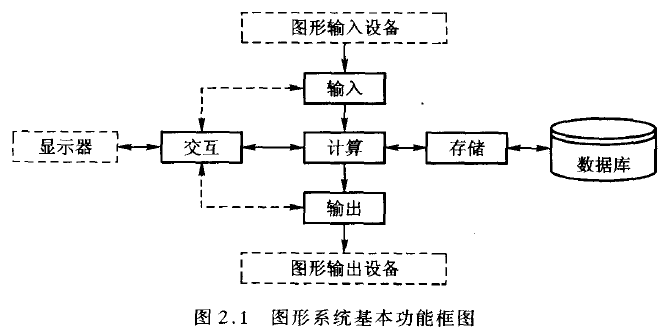 图形输入设备
输入
显示器
交互
计算
存储
数据库
输出
图形输出设备
图 2.1 图形系统基本功能框图